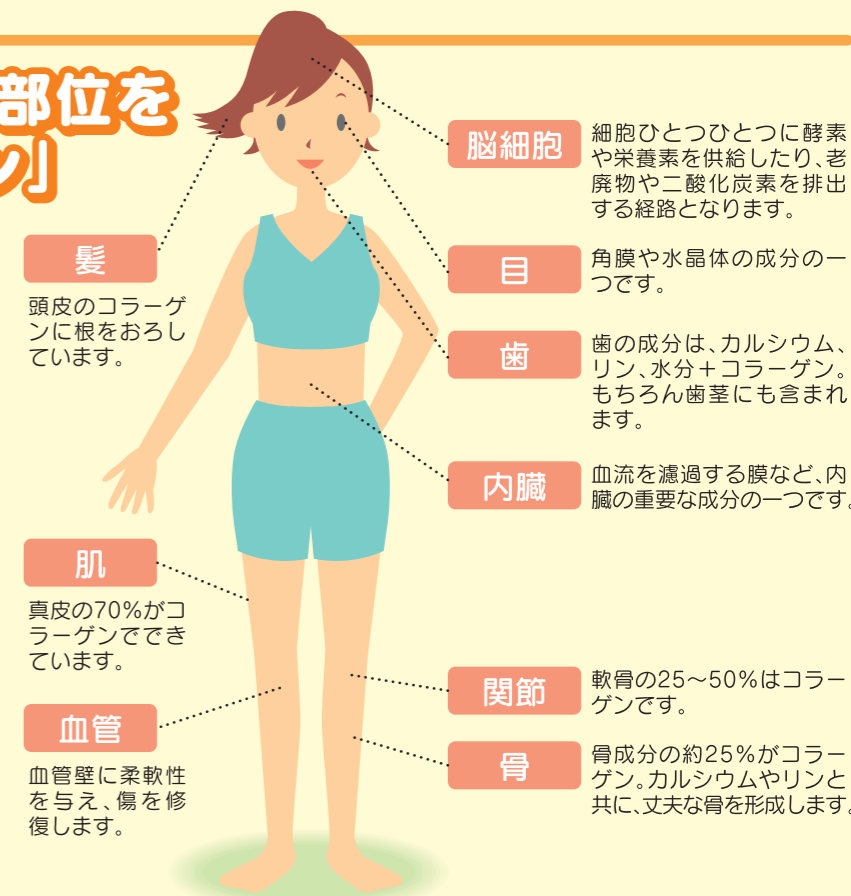 部位を
ン」
髪
頭皮のコラーゲ
ンに根をおろし
ています。
肌
真皮の70%がコ
ラーゲンででき
ています。
血管
血管壁に柔軟性
を与え、傷を修
復します。
脳細胞
細胞ひとつひとつに酵素
や栄養素を供給したり、老
廃物や二酸化炭素を排出
する経路となります。
目
角膜や水晶体の成分の一
つです。
歯
歯の成分は、カルシウム、
リン、水分＋コラーゲン。
もちろん歯茎にも含まれ
ます。
内臓
血流を濾過する膜など、内
臓の重要な成分の一つです。
関節
軟骨の25〜50%はコラー
ゲンです。
骨
骨成分の約25%がコラー
ゲン。カルシウムやリンと
共に、丈夫な骨を形成します。